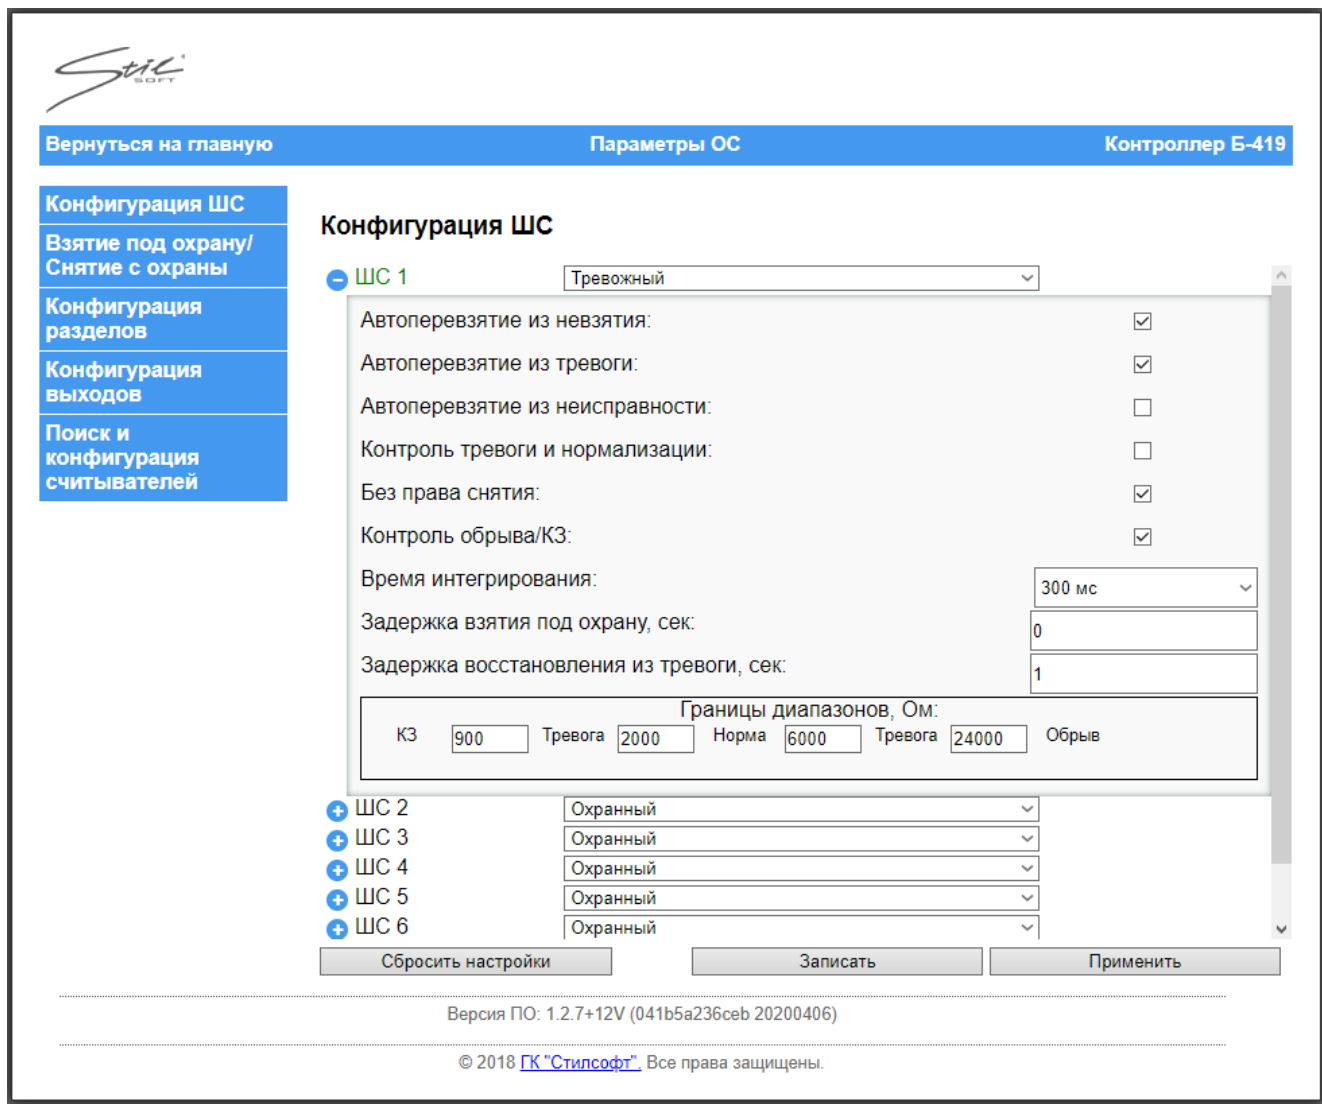 Stil
SOFT
Вернуться на главную Параметры ОС Контроллер Б-419
Конфигурация ШС
Взятие под охрану/
Снятие с охраны
Конфигурация
разделов
Конфигурация
выходов
Поиск и
конфигурация
считывателей
Конфигурация ШС
ШС 1 Тревожный
Автоперевзятие из невзятия:
Автоперевзятие из тревоги:
Автоперевзятие из неисправности:
Контроль тревоги и нормализации:
Без права снятия:
Контроль обрыва/КЗ:
Время интегрирования: 300 мс
Задержка взятия под охрану, сек: 0
Задержка восстановления из тревоги, сек: 1
Границы диапазонов, Ом:
КЗ 900 Тревога 2000 Норма 6000 Тревога 24000 Обрыв
ШС 2 Охранный
ШС 3 Охранный
ШС 4 Охранный
ШС 5 Охранный
ШС 6 Охранный
Сбросить настройки Записать Применить
Версия ПО: 1.2.7+12V (041b5a236ceb 20200406)
© 2018 ГК "Стилсофт". Все права защищены.